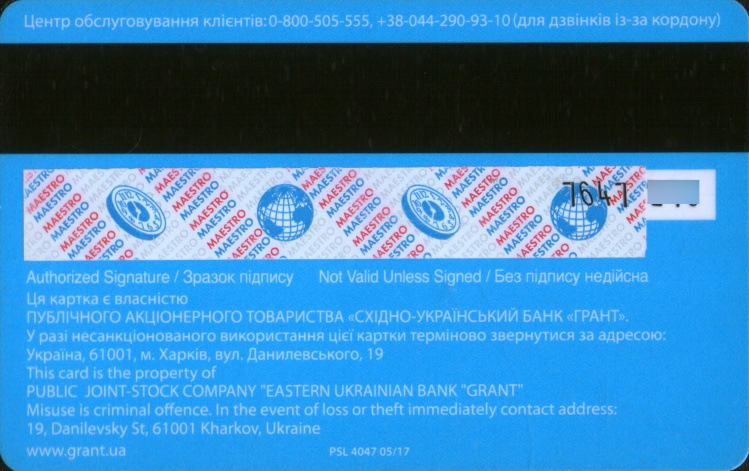 Центр обслуговування клієнтів: 0-800-505-555, +38-044-290-93-10 (для дзвінків із-за кордону)
MAESTRO
7647
Authorized Signature / Зразок підпису Not Valid Unless Signed / Без підпису недійсна
Ця картка є власністю
ПУБЛІЧНОГО АКЦІОНЕРНОГО ТОВАРИСТВА «СХІДНО-УКРАЇНСЬКИЙ БАНК «ГРАНТ».
У разі несанкціонованого використання цієї картки терміново звернутися за адресою:
Україна, 61001, м. Харків, вул. Данилевського, 19
This card is the property of
PUBLIC JOINT-STOCK COMPANY "EASTERN UKRAINIAN BANK "GRANT"
Misuse is criminal offence. In the event of loss or theft immediately contact address:
19, Danilevsky St, 61001 Kharkov, Ukraine
www.grant.ua PSL 4047 05/17